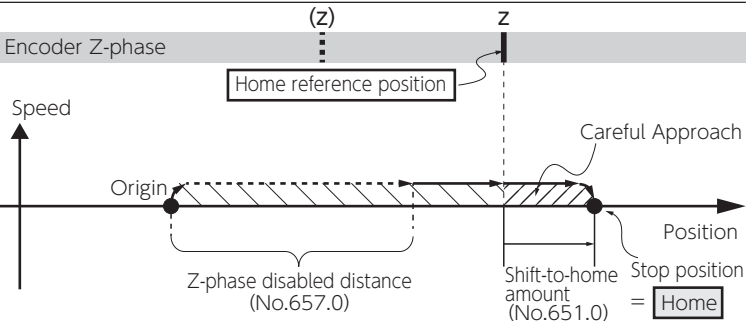 (z)
z
Encoder Z-phase
Home reference position
Speed
Careful Approach
Origin
Position
Z-phase disabled distance
(No.657.0)
Shift-to-home
amount
(No.651.0)
Stop position
= Home